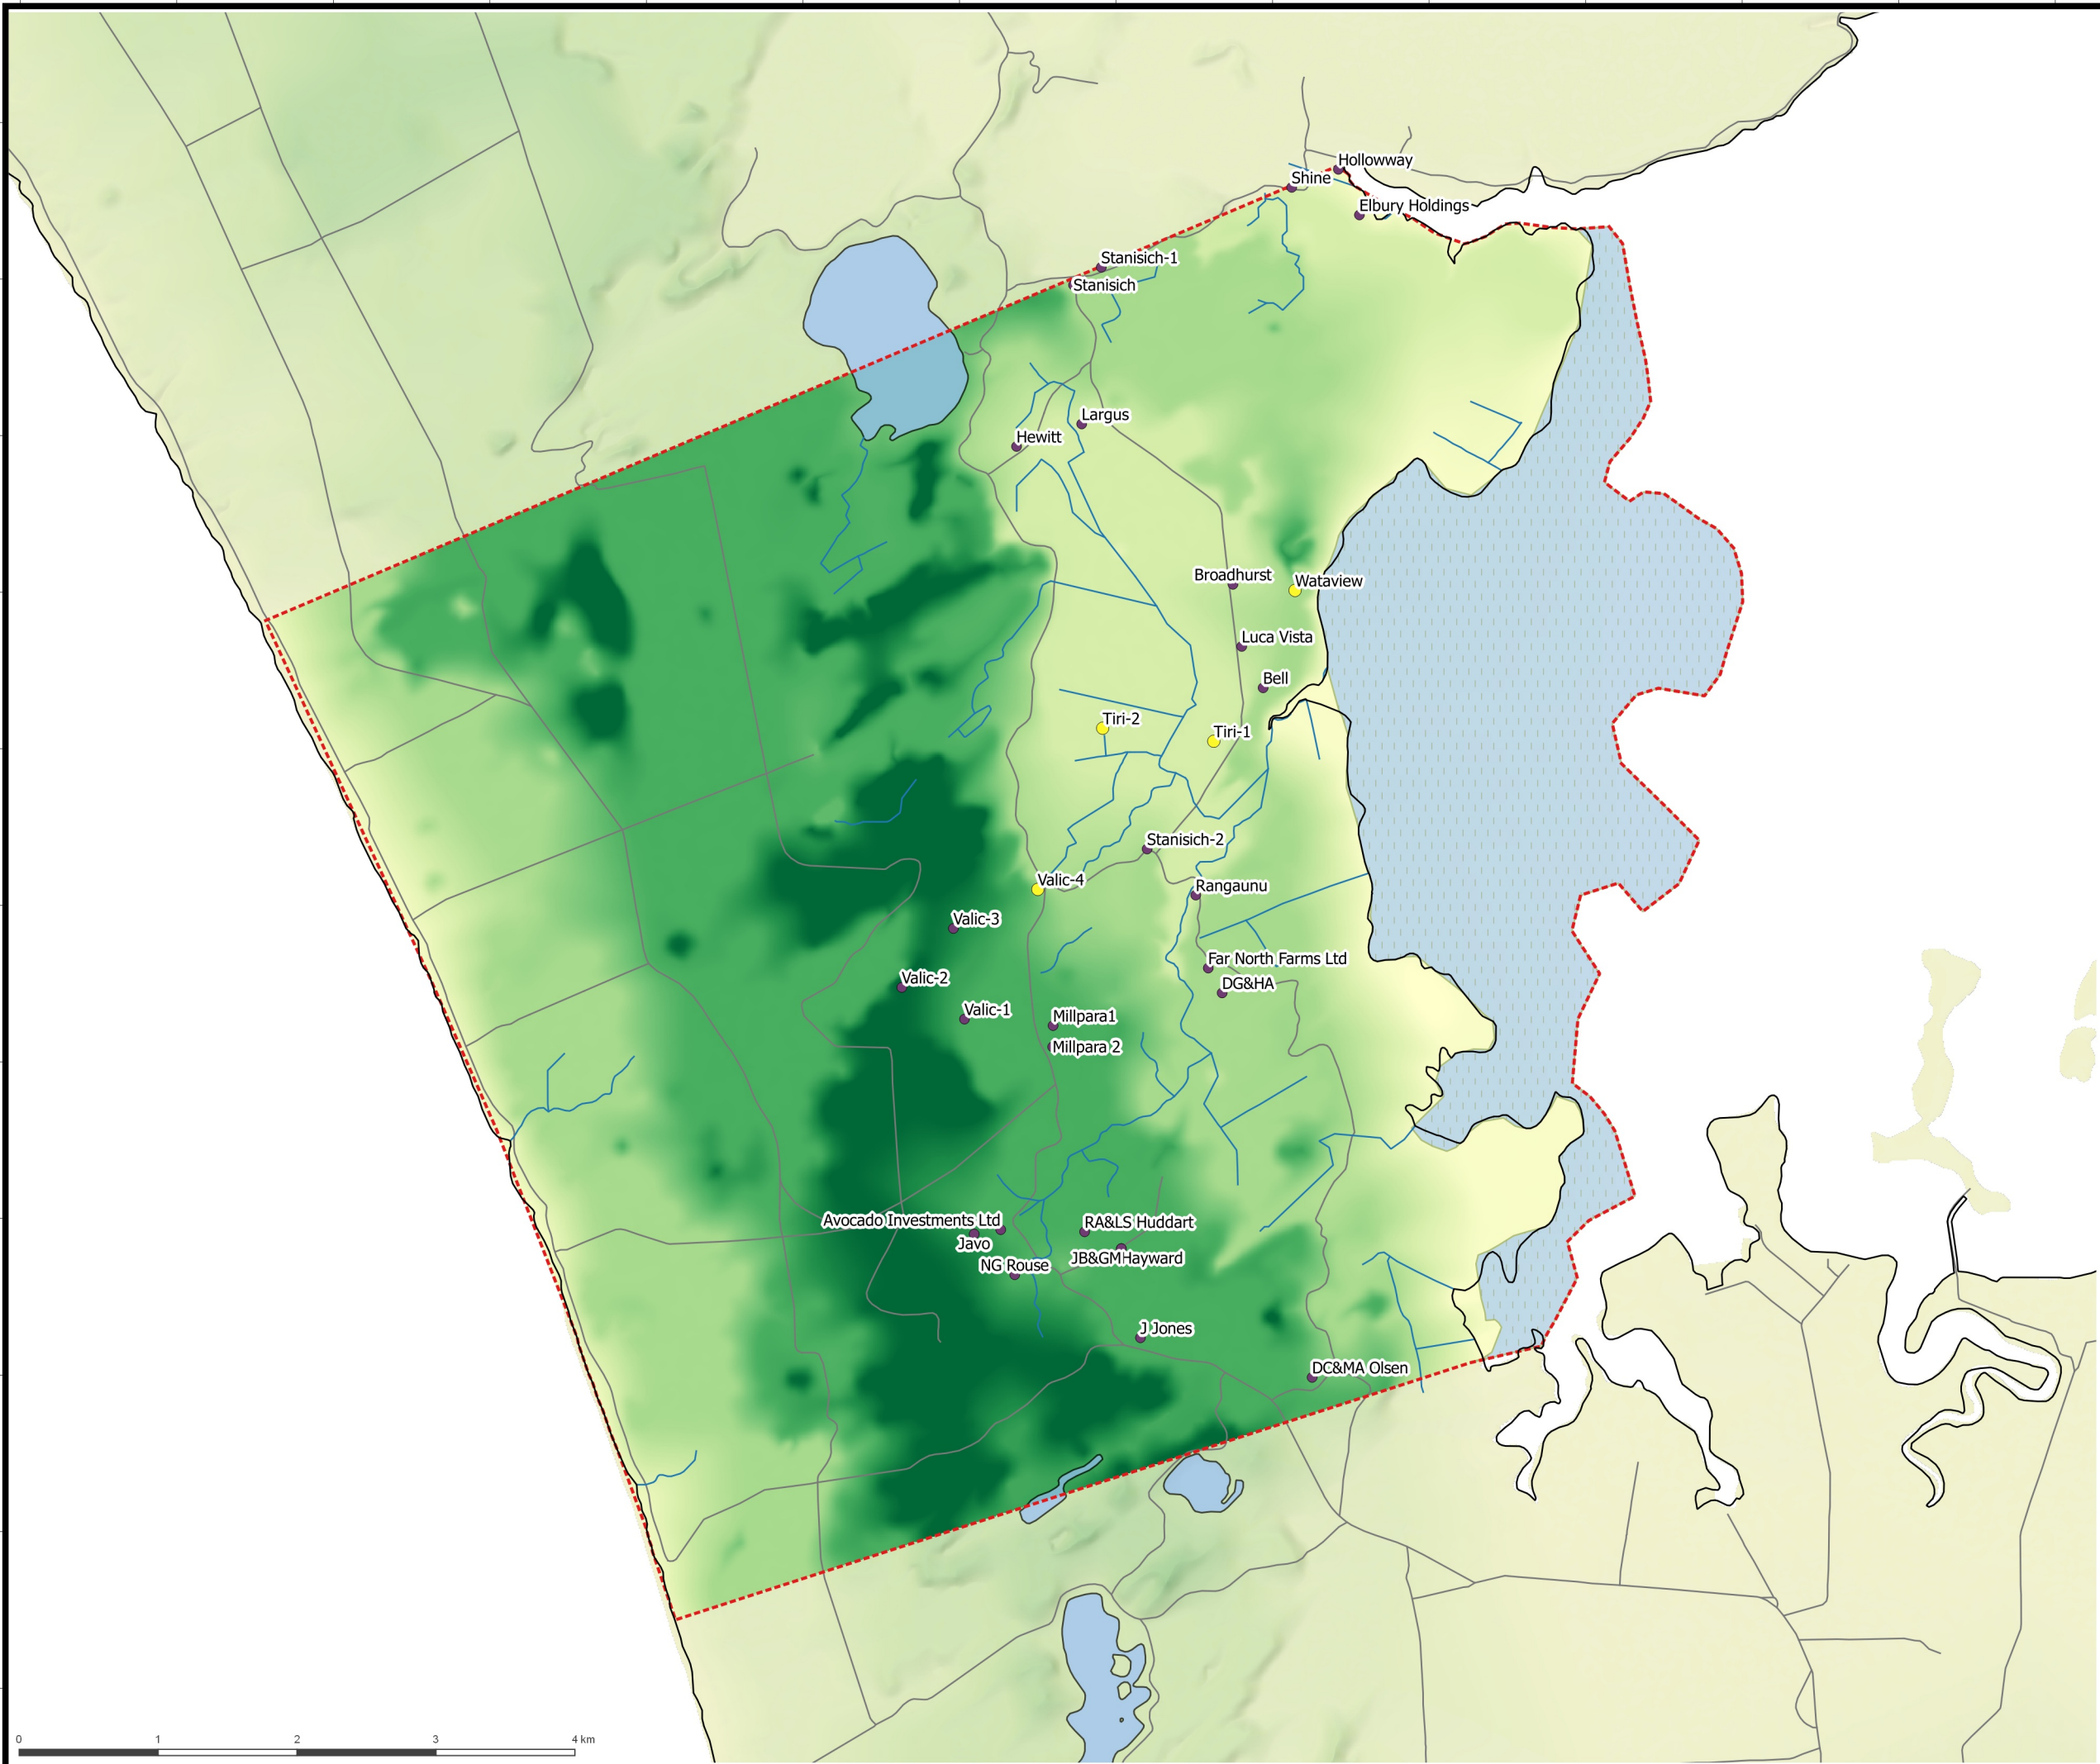 Hollowway
Shine
Elbury Holdings
Stanisich-1
Stanisich
Largus
Hewitt
Broadhurst
Wataview
Luca Vista
Bell
Tiri-2
Tiri-1
Stanisich-2
Valic-4
Rangaunu
Valic-3
Far North Farms Ltd
Valic-2
DG&HA
Valic-1
Millpara1
Millpara 2
Avocado Investments Ltd
RA&LS Huddart
Javo
JB&GMHayward
NG Rouse
J Jones
DC&MA Olsen
0 1 2 3 4 km